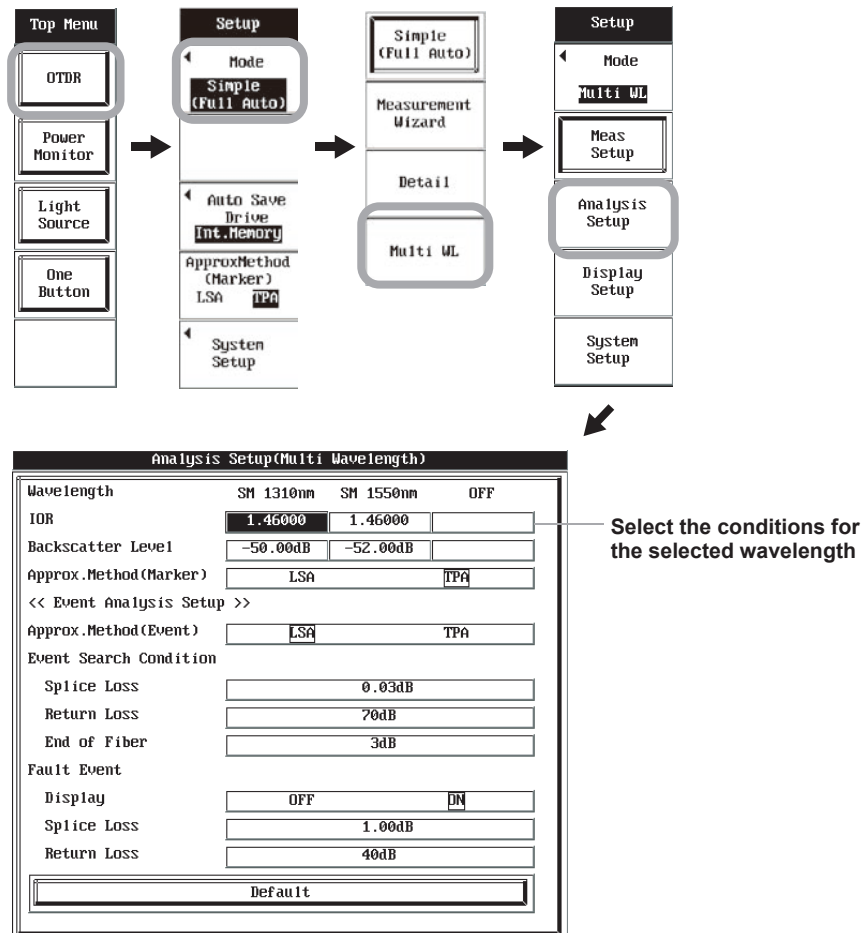 Top Menu
OTDR
Power
Monitor
Light
Source
One
Button
Setup
Mode
Simple
(Full Auto)
Auto Save
Drive
Int.Memory
ApproxMethod
(Marker)
LSA TPA
System
Setup
Simple
(Full Auto)
Measurement
Wizard
Detail
Multi WL
Setup
Mode
Multi WL
Meas
Setup
Analysis
Setup
Display
Setup
System
Setup
Analysis Setup(Multi Wavelength)
Wavelength SM 1310nm SM 1550nm OFF
IOR 1.46000 1.46000
Backscatter Level -50.00dB -52.00dB
Approx.Method(Marker) LSA TPA
<< Event Analysis Setup >>
Approx.Method(Event) LSA TPA
Event Search Condition
Splice Loss 0.03dB
Return Loss 70dB
End of Fiber 3dB
Fault Event
Display OFF ON
Splice Loss 1.00dB
Return Loss 40dB
Default
Select the conditions for
the selected wavelength